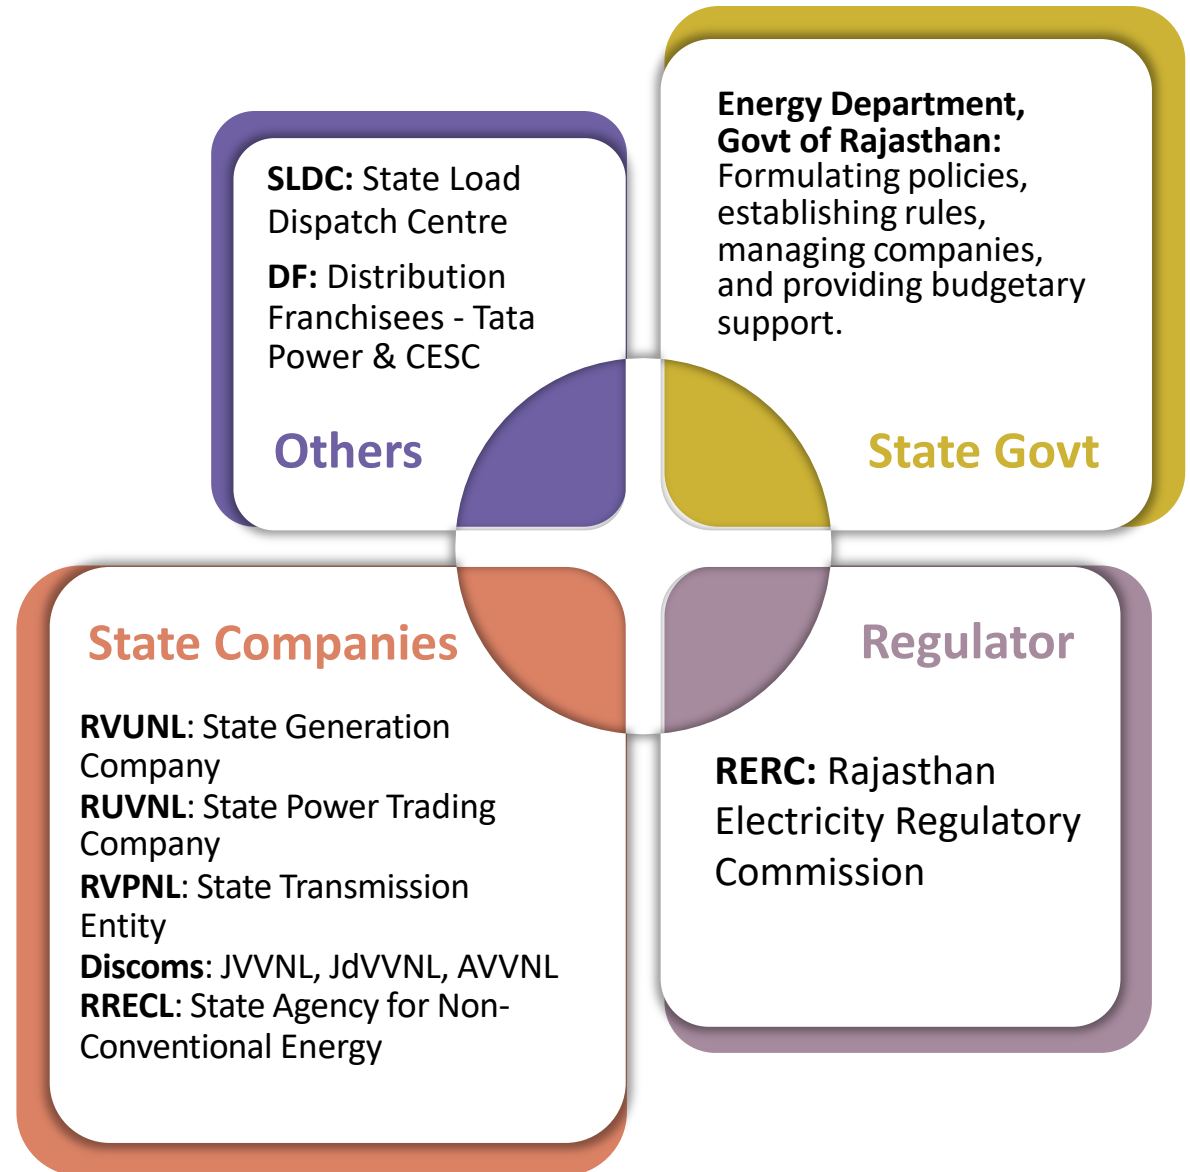 SLDC: State Load
Dispatch Centre
DF: Distribution
Franchisees - Tata
Power & CESC
Others
Energy Department,
Govt of Rajasthan:
Formulating policies,
establishing rules,
managing companies,
and providing budgetary
support.
State Govt
State Companies
RVUNL: State Generation
Company
RUVNL: State Power Trading
Company
RVPNL: State Transmission
Entity
Discoms: JVVNL, JdVVNL, AVVNL
RRECL: State Agency for Non-
Conventional Energy
Regulator
RERC: Rajasthan
Electricity Regulatory
Commission